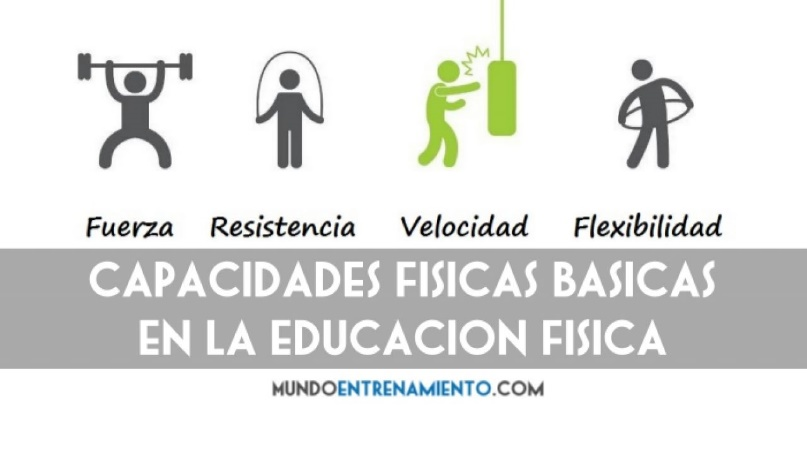 Fuerza Resistencia Velocidad Flexibilidad
CAPACIDADES FISICAS BASICAS
EN LA EDUCACION FISICA
MUNDOENTRENAMIENTO.COM